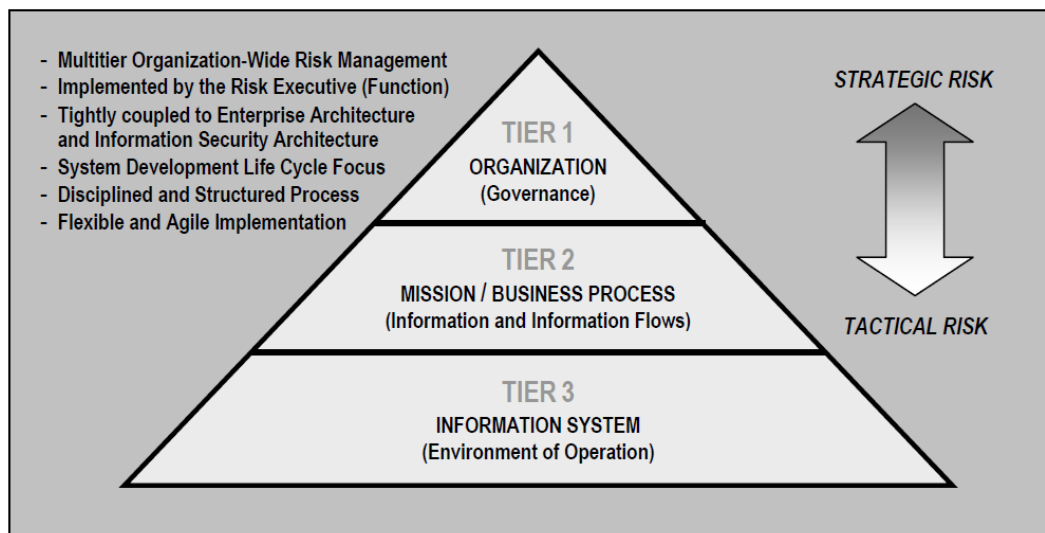 - Multitier Organization-Wide Risk Management
- Implemented by the Risk Executive (Function)
- Tightly coupled to Enterprise Architecture
and Information Security Architecture
- System Development Life Cycle Focus
- Disciplined and Structured Process
- Flexible and Agile Implementation
TIER 1
ORGANIZATION
(Governance)
TIER 2
MISSION / BUSINESS PROCESS
(Information and Information Flows)
TIER 3
INFORMATION SYSTEM
(Environment of Operation)
STRATEGIC RISK
TACTICAL RISK